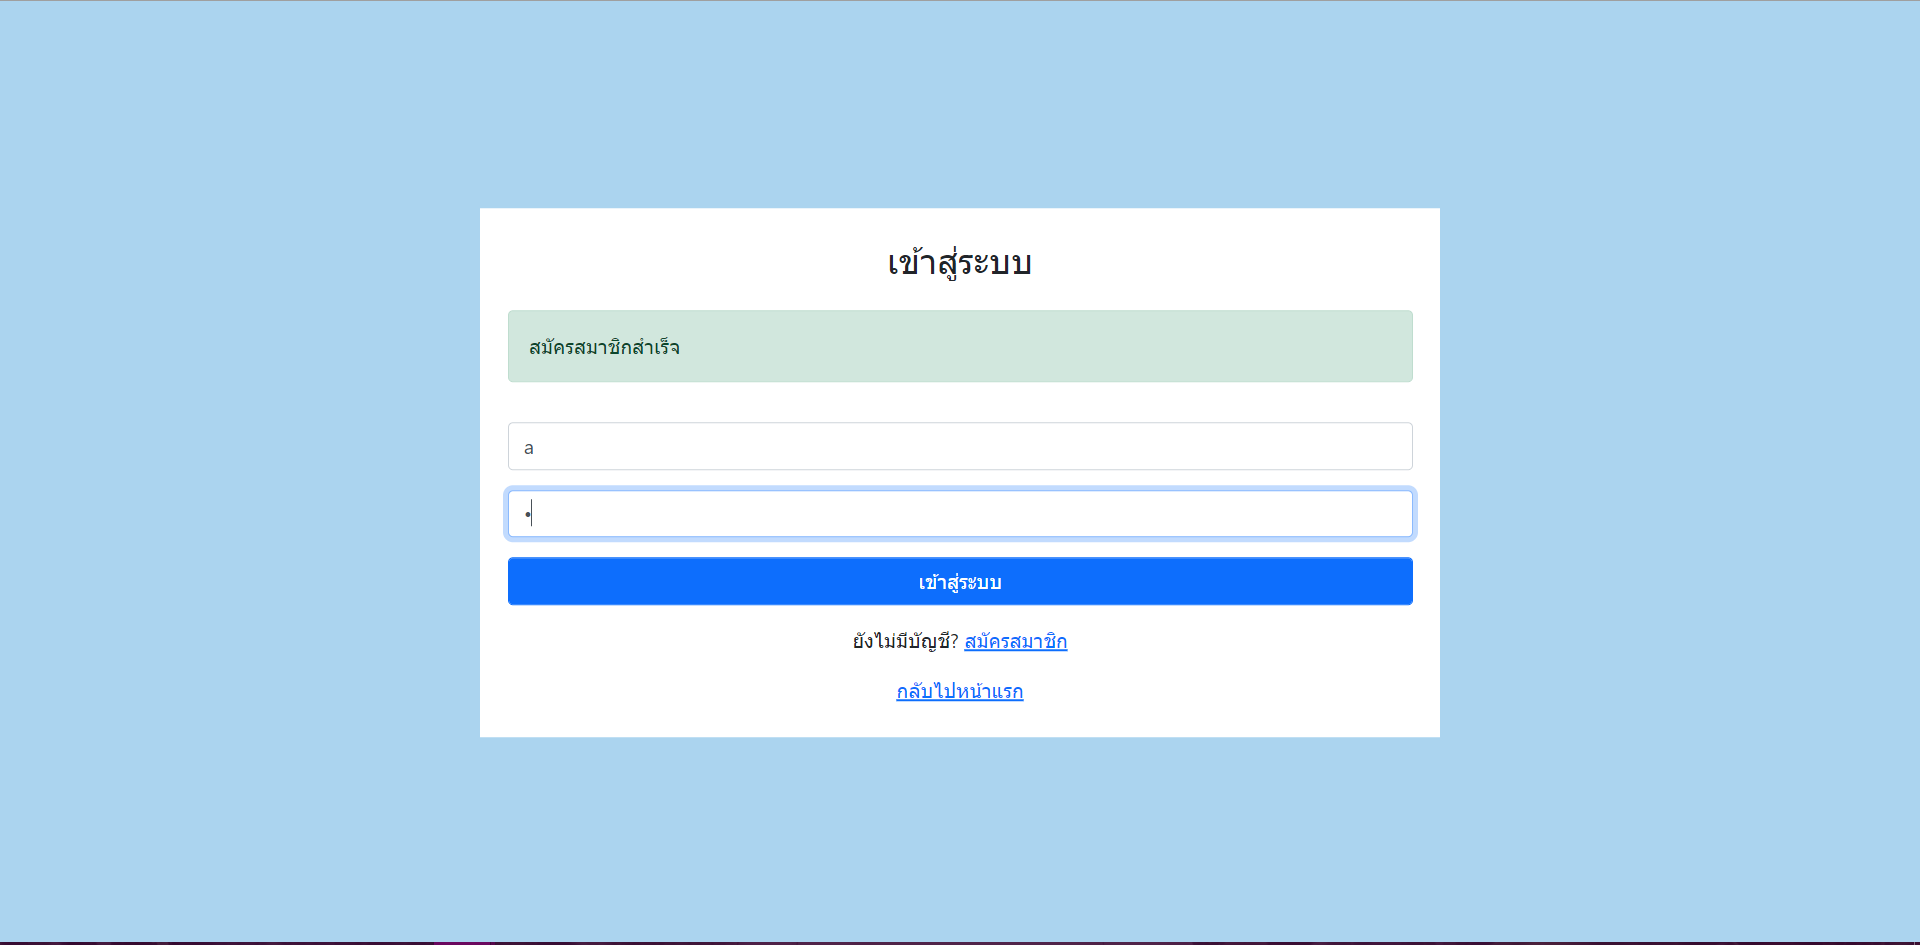 เข้าสู่ระบบ
สมัครสมาชิกสำเร็จ
a
•
เข้าสู่ระบบ
ยังไม่มีบัญชี? สมัครสมาชิก
กลับไปหน้าแรก